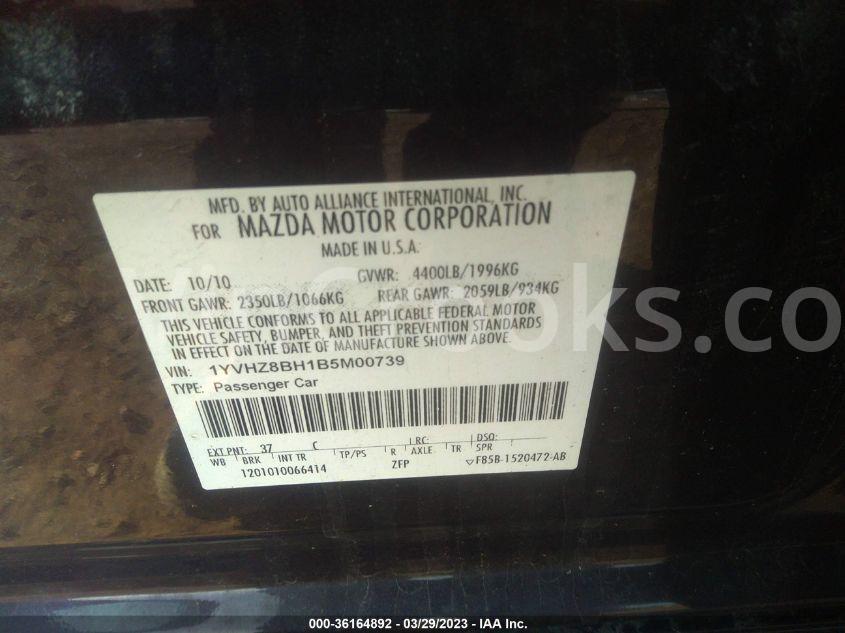 MFD. BY AUTO ALLIANCE INTERNATIONAL, INC.
FOR MAZDA MOTOR CORPORATION
MADE IN U.S.A.
DATE: 10/10 GVWR: 4400LB/1996KG
FRONT GAWR: 2350LB/1066KG REAR GAWR: 2059LB/934KG
THIS VEHICLE CONFORMS TO ALL APPLICABLE FEDERAL MOTOR
VEHICLE SAFETY, BUMPER, AND THEFT PREVENTION STANDARDS
IN EFFECT ON THE DATE OF MANUFACTURE SHOWN ABOVE.
VIN: 1YVHZ8BH1B5M00739
TYPE: Passenger Car
EXT PNT: 37 C RC: DSO:
WB BRK INT TR TP/PS R AXLE TR SPR
1201010066414 ZFP ▽F85B-1520472-AB
000-36164892 - 03/29/2023 - IAA Inc.